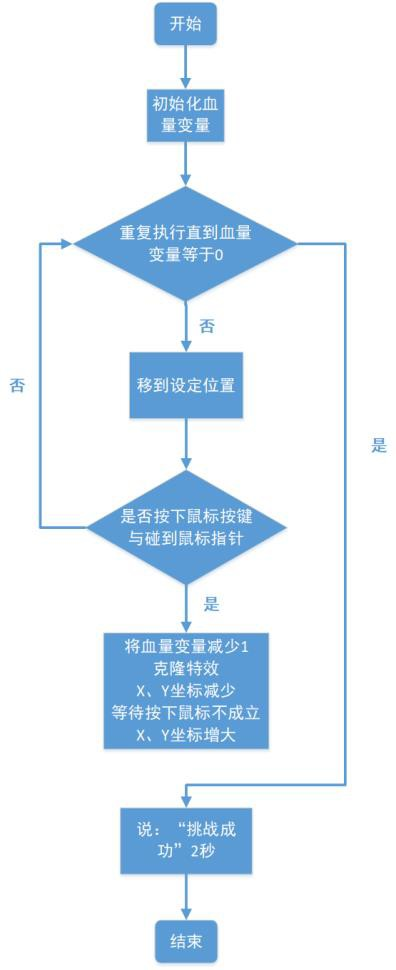 开始
初始化血
量变量
重复执行直到血量
变量等于0
否
移到设定位置
否
是
是否按下鼠标按键
与碰到鼠标指针
是
将血量变量减少1
克隆特效
X、Y坐标减少
等待按下鼠标不成立
X、Y坐标增大
说：“挑战成
功”2秒
结束